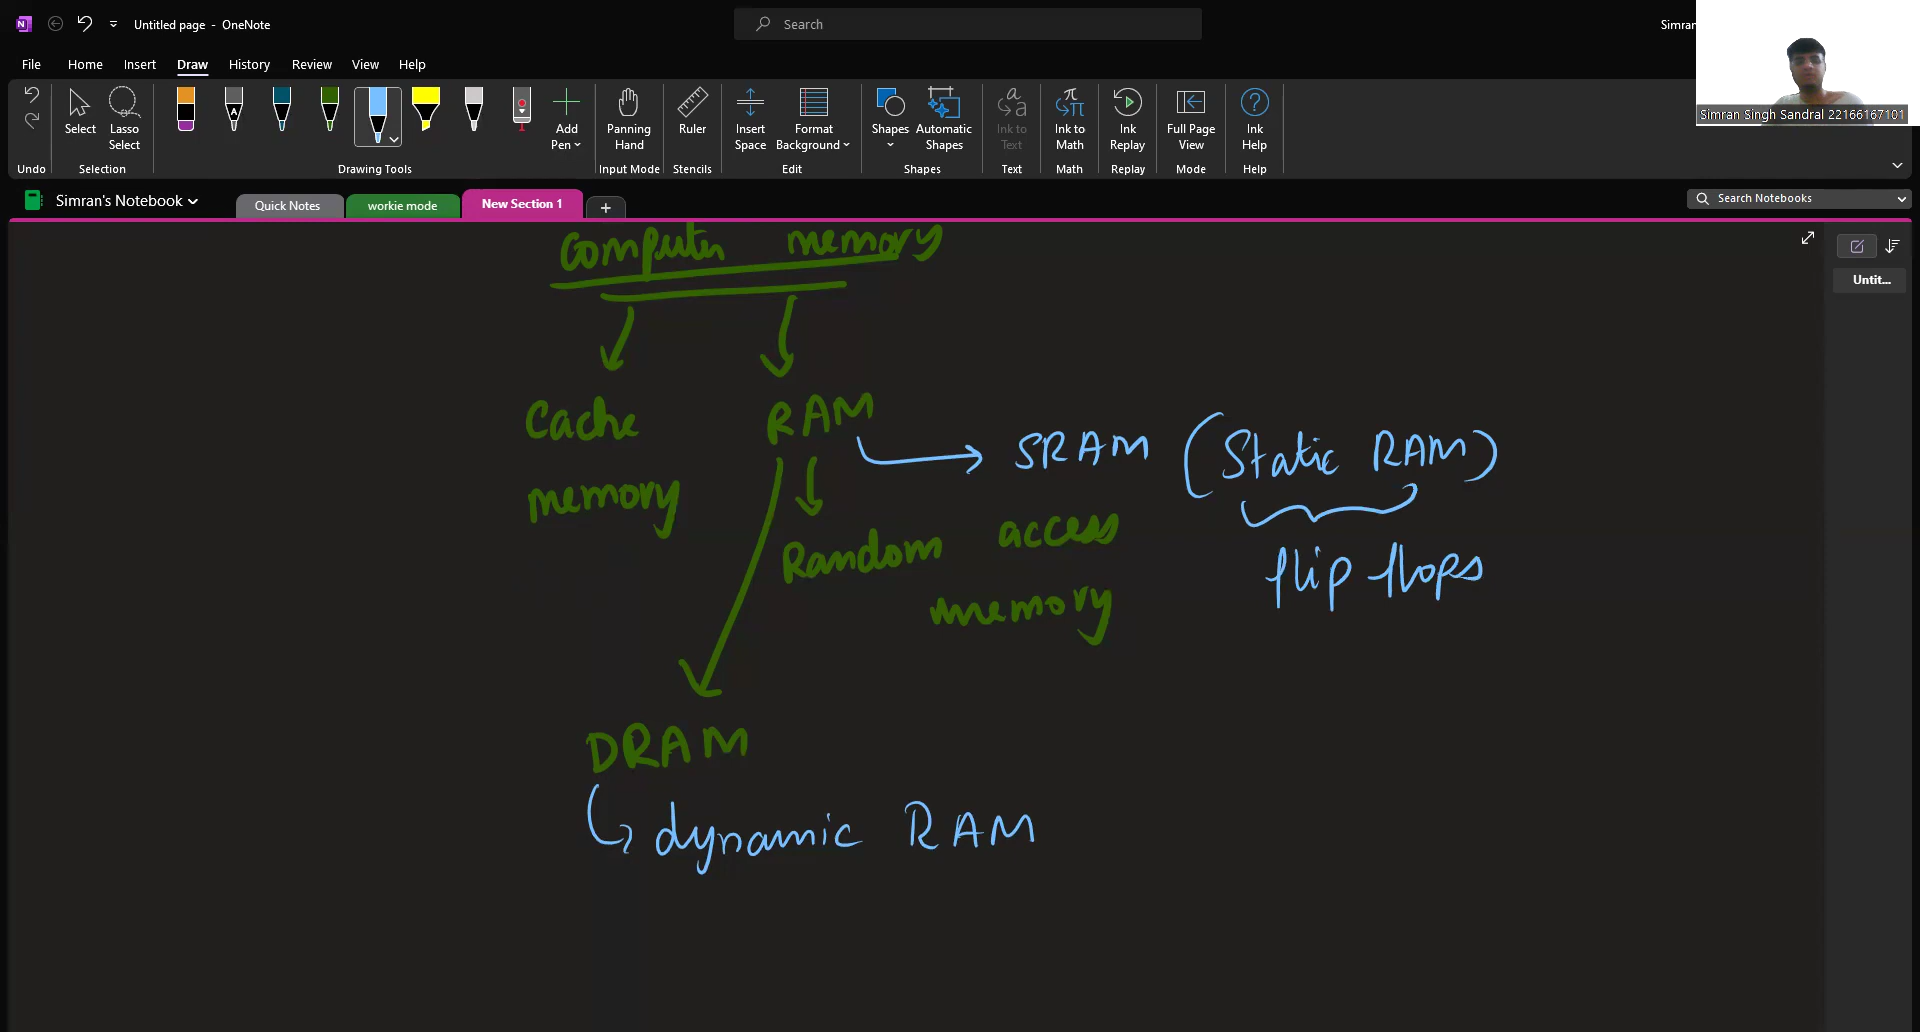 Untitled page - OneNote
Search
Simran
File Home Insert Draw History Review View Help
Simran Singh Sandral 22166167101
Undo
Select
Lasso Select
Selection
Drawing Tools
Add Pen
Panning Hand
Input Mode
Ruler
Stencils
Insert Space
Format Background
Edit
Shapes
Automatic Shapes
Shapes
Ink to Text
Text
Ink to Math
Math
Ink Replay
Replay
Full Page View
Mode
Ink Help
Help
Simran's Notebook
Quick Notes
workie mode
New Section 1
+
Search Notebooks
Untit...
Computer memory
Cache memory
RAM
SRAM (Static RAM)
flip flops
Random access memory
DRAM
dynamic RAM